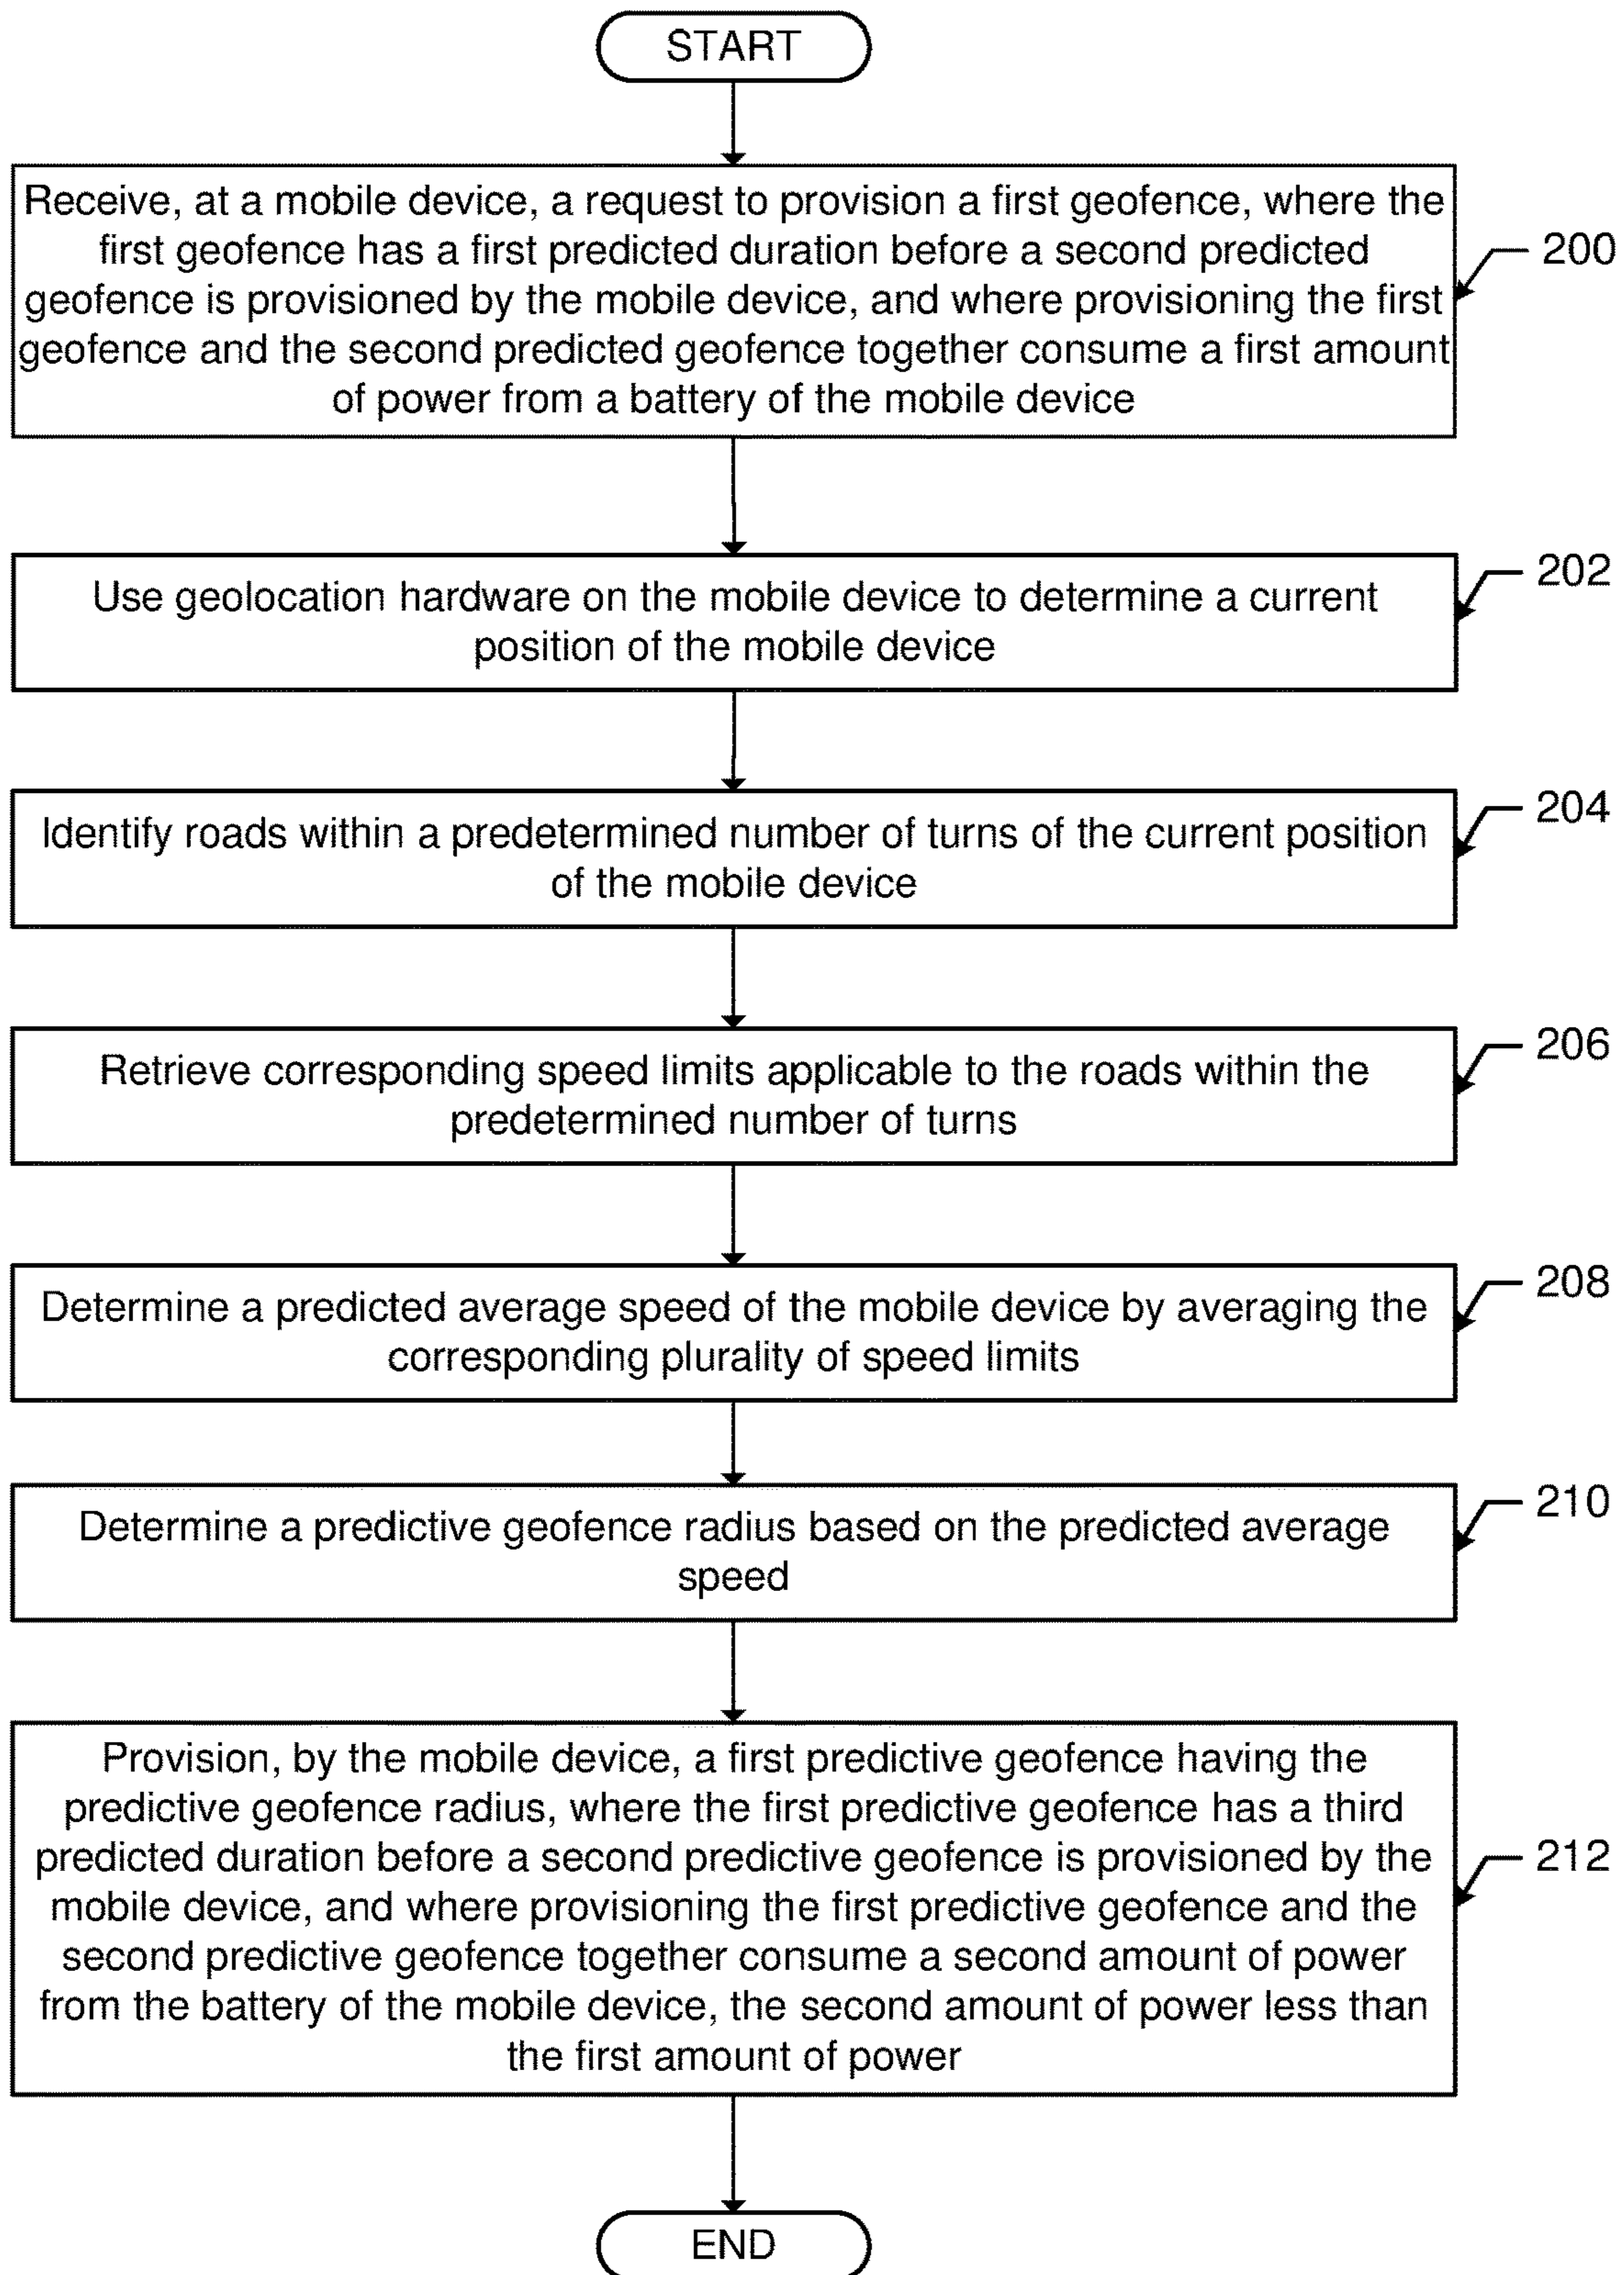 START
Receive, at a mobile device, a request to provision a first geofence, where the
first geofence has a first predicted duration before a second predicted
geofence is provisioned by the mobile device, and where provisioning the first
geofence and the second predicted geofence together consume a first amount
of power from a battery of the mobile device
200
Use geolocation hardware on the mobile device to determine a current
position of the mobile device
202
Identify roads within a predetermined number of turns of the current position
of the mobile device
204
Retrieve corresponding speed limits applicable to the roads within the
predetermined number of turns
206
Determine a predicted average speed of the mobile device by averaging the
corresponding plurality of speed limits
208
Determine a predictive geofence radius based on the predicted average
speed
210
Provision, by the mobile device, a first predictive geofence having the
predictive geofence radius, where the first predictive geofence has a third
predicted duration before a second predictive geofence is provisioned by the
mobile device, and where provisioning the first predictive geofence and the
second predictive geofence together consume a second amount of power
from the battery of the mobile device, the second amount of power less than
the first amount of power
212
END